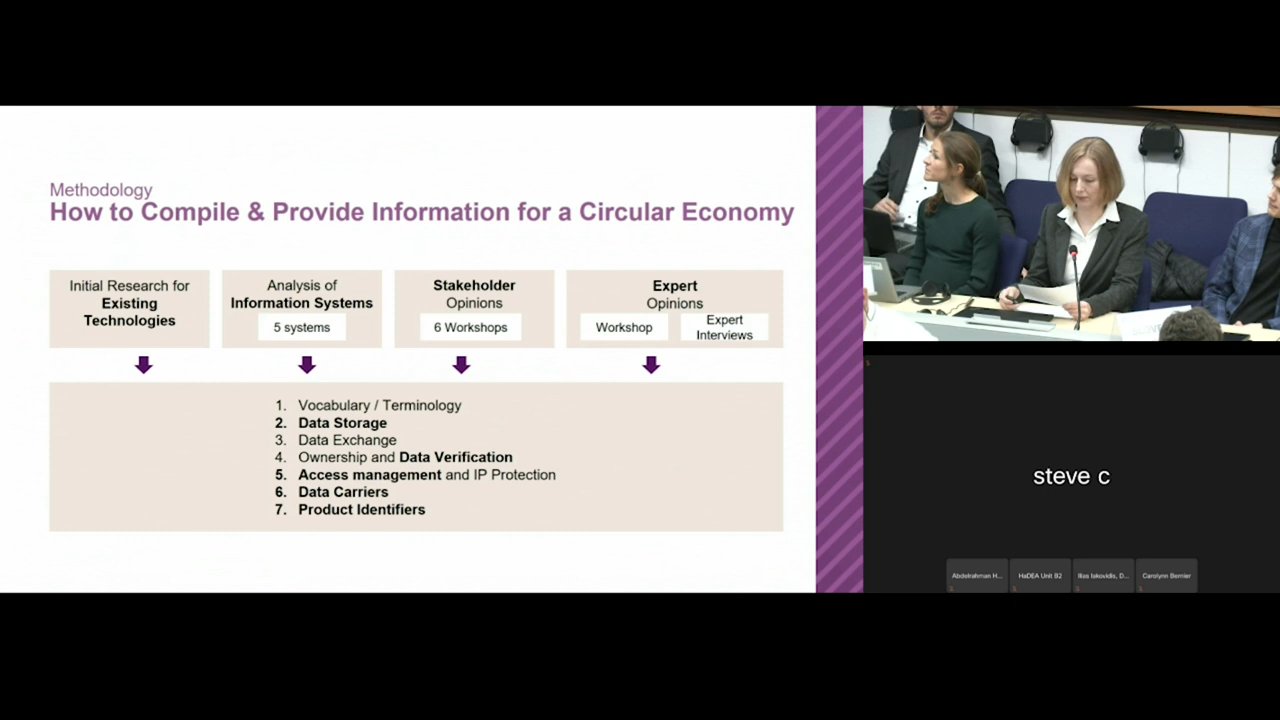 Methodology
How to Compile & Provide Information for a Circular Economy
Initial Research for
Existing
Technologies
Analysis of
Information Systems
5 systems
Stakeholder
Opinions
6 Workshops
Expert
Opinions
Workshop
Expert
Interviews
1. Vocabulary / Terminology
2. Data Storage
3. Data Exchange
4. Ownership and Data Verification
5. Access management and IP Protection
6. Data Carriers
7. Product Identifiers
steve c
Abdelrahman H...
HaDEA Unit B2
Ilias Iakovidis, D...
Carolynn Bernier